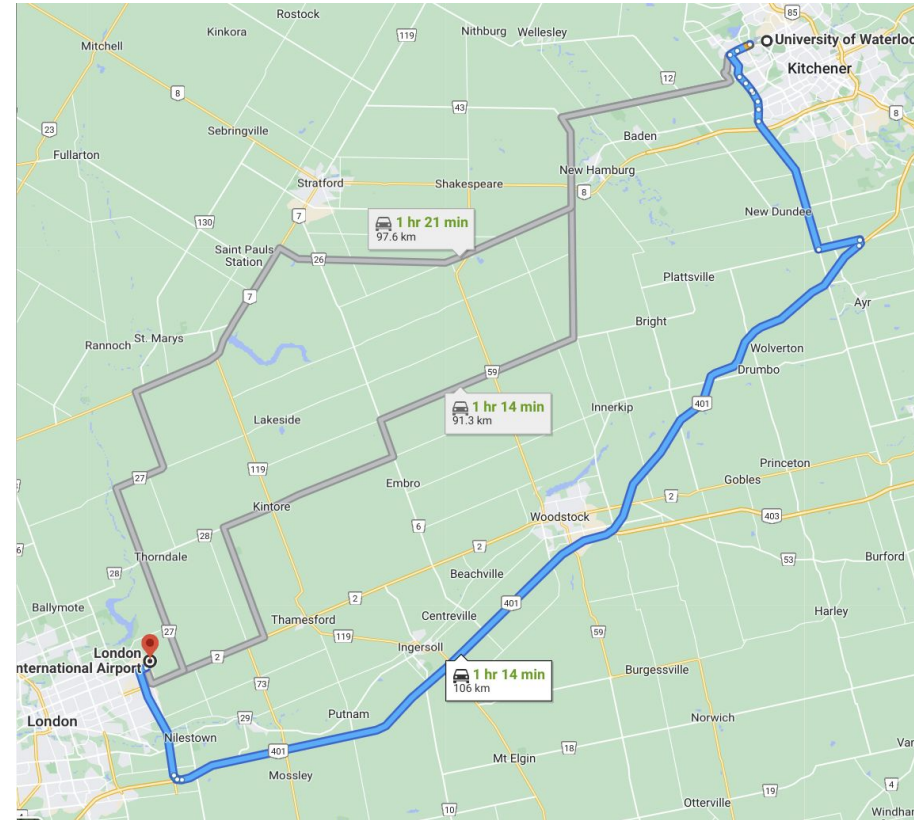 Rostock
85
Kinkora
119
Nithburg
Wellesley
University of Waterloo
Mitchell
Kitchener
12
8
43
23
Sebringville
8
Baden
Fullarton
New Hamburg
Stratford
Shakespeare
8
7
1 hr 21 min
97.6 km
New Dundee
130
Saint Pauls
Station
26
Plattsville
7
Ayr
Bright
Rannoch
St. Marys
Wolverton
59
Drumbo
1 hr 14 min
91.3 km
401
Innerkip
Lakeside
119
Princeton
27
Gobles
Embro
2
Kintore
Woodstock
403
6
28
2
6
Thorndale
53
Burford
28
Beachville
2
401
Ballymote
Centreville
Harley
Thamesford
27
119
59
London
Ingersoll
nternational Airport
2
1 hr 14 min
106 km
Burgessville
73
London
29
Putnam
Norwich
Nilestown
401
18
Mt Elgin
Mossley
19
4
10
Otterville